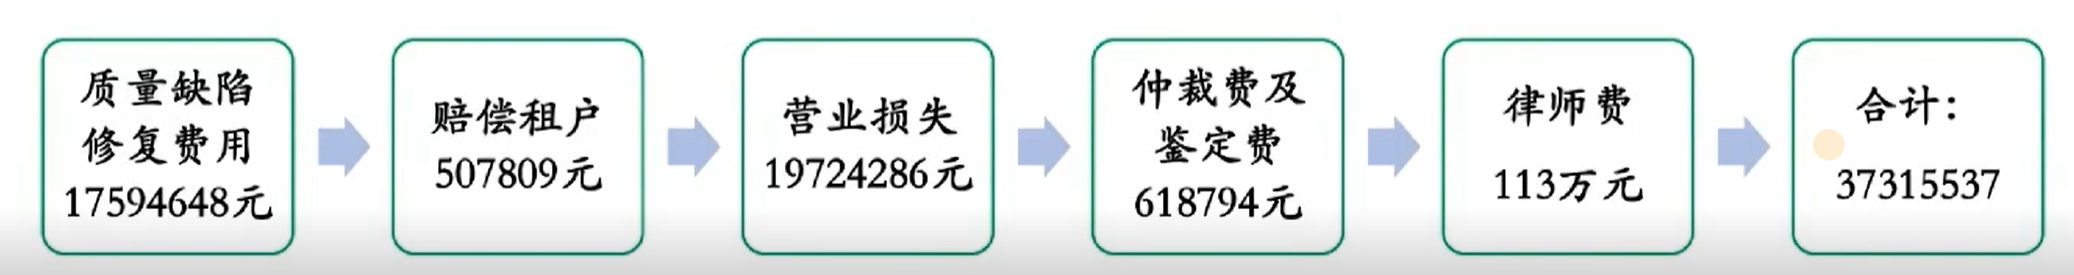 质量缺陷
修复费用
17594648元
赔偿租户
507809元
营业损失
19724286元
仲裁费及
鉴定费
618794元
律师费
113万元
合计：
37315537